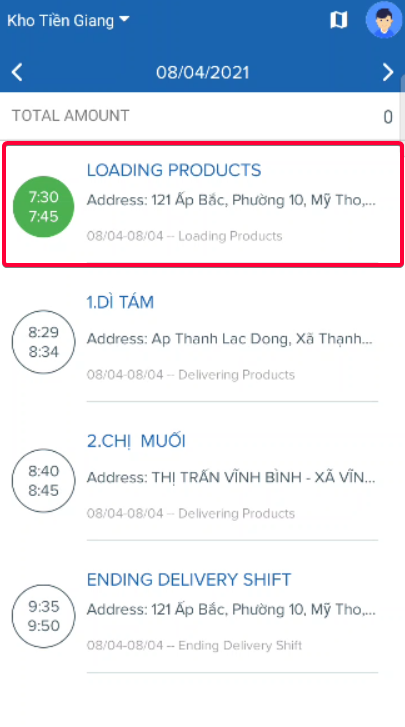 Kho Tiền Giang
08/04/2021
TOTAL AMOUNT 0
LOADING PRODUCTS
7:30
7:45
Address: 121 Ấp Bắc, Phường 10, Mỹ Tho,...
08/04-08/04 -- Loading Products
1.DÌ TÁM
8:29
8:34
Address: Ap Thanh Lac Dong, Xã Thạnh...
08/04-08/04 -- Delivering Products
2.CHỊ MUỐI
8:40
8:45
Address: THỊ TRẤN VĨNH BÌNH - XÃ VĨN...
08/04-08/04 -- Delivering Products
ENDING DELIVERY SHIFT
9:35
9:50
Address: 121 Ấp Bắc, Phường 10, Mỹ Tho,...
08/04-08/04 -- Ending Delivery Shift